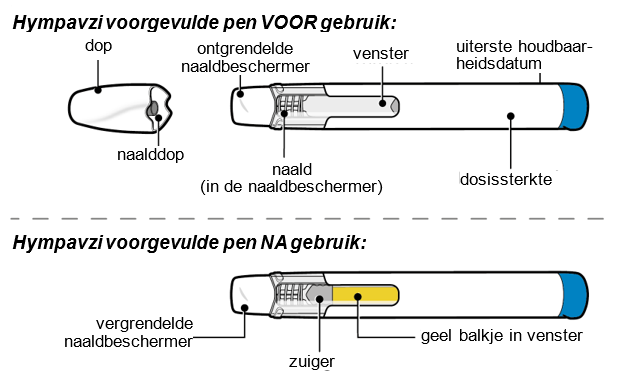 Hympavzi voorgevulde pen VOOR gebruik:
dop
ontgrendelde
naaldbeschermer
venster
uiterste houdbaar-
heidsdatum
naalddop
naald
(in de naaldbeschermer)
dosissterkte
Hympavzi voorgevulde pen NA gebruik:
vergrendelde
naaldbeschermer
zuiger
geel balkje in venster